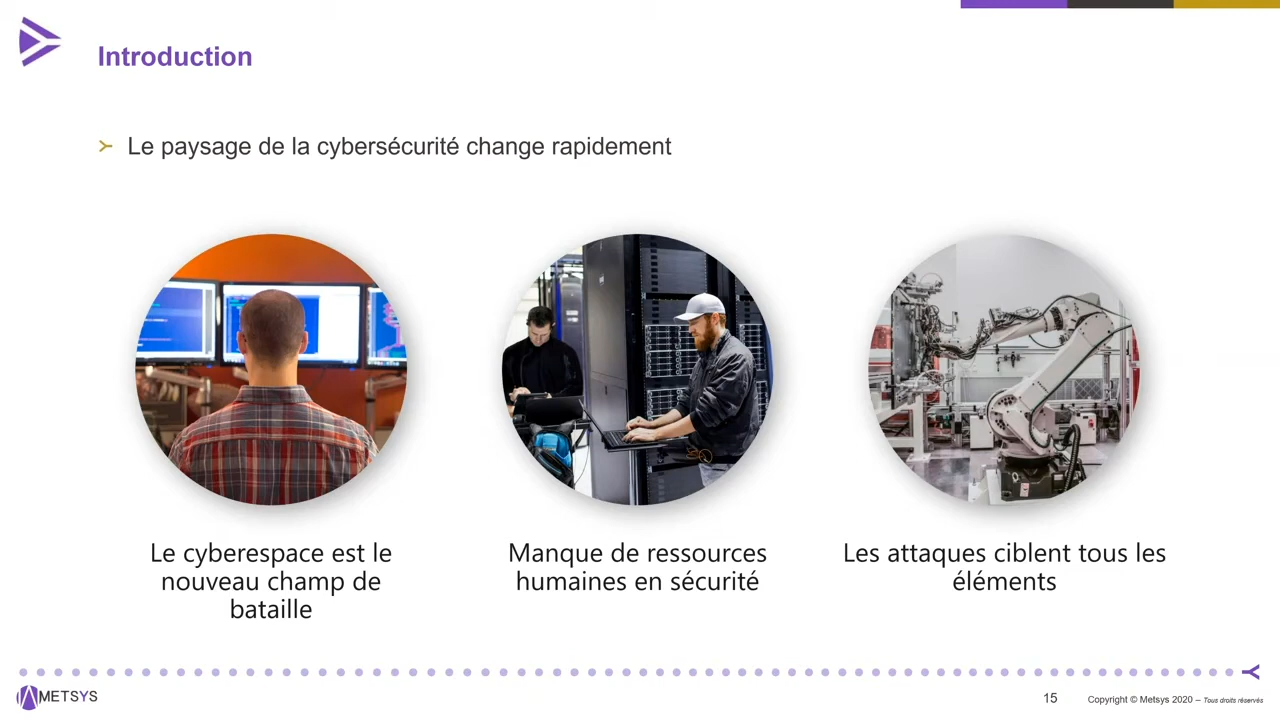 Introduction
Le paysage de la cybersécurité change rapidement
Le cyberespace est le
nouveau champ de
bataille
Manque de ressources
humaines en sécurité
Les attaques ciblent tous les
éléments
METSYS
15
Copyright © Metsys 2020 – Tous droits réservés